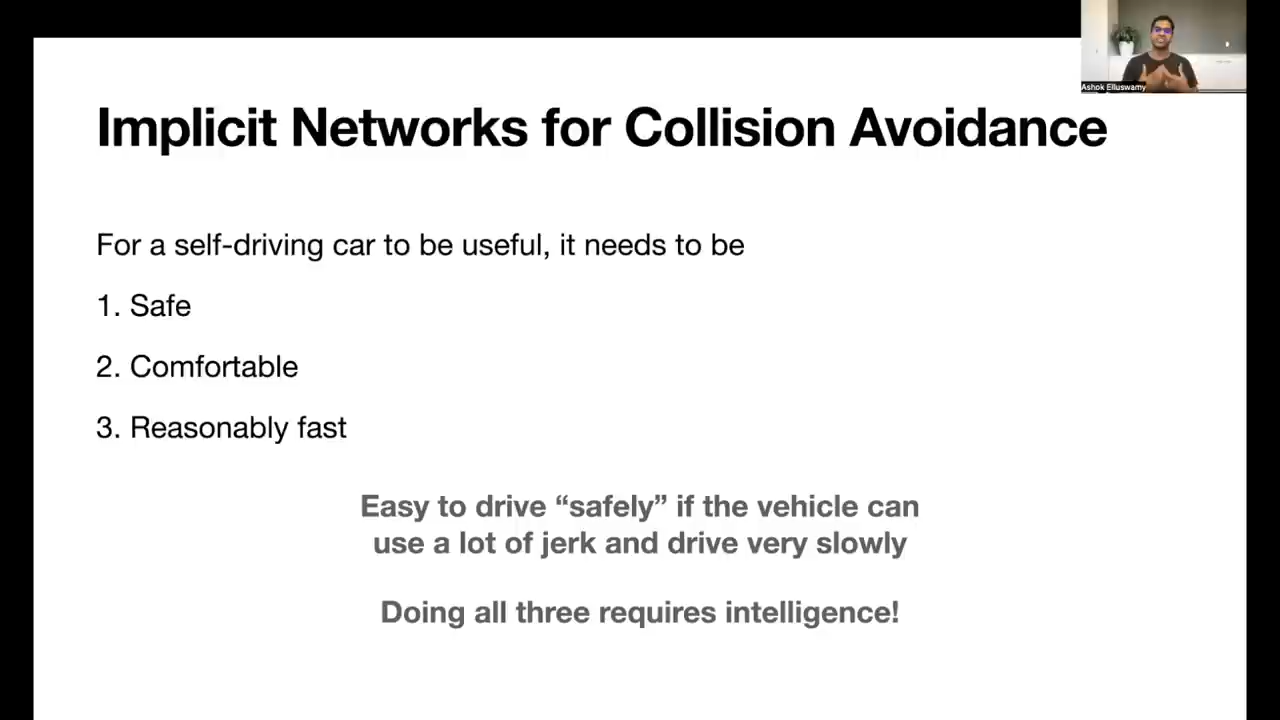 Ashok Elluswamy
Implicit Networks for Collision Avoidance
For a self-driving car to be useful, it needs to be
1. Safe
2. Comfortable
3. Reasonably fast
Easy to drive “safely” if the vehicle can
use a lot of jerk and drive very slowly
Doing all three requires intelligence!